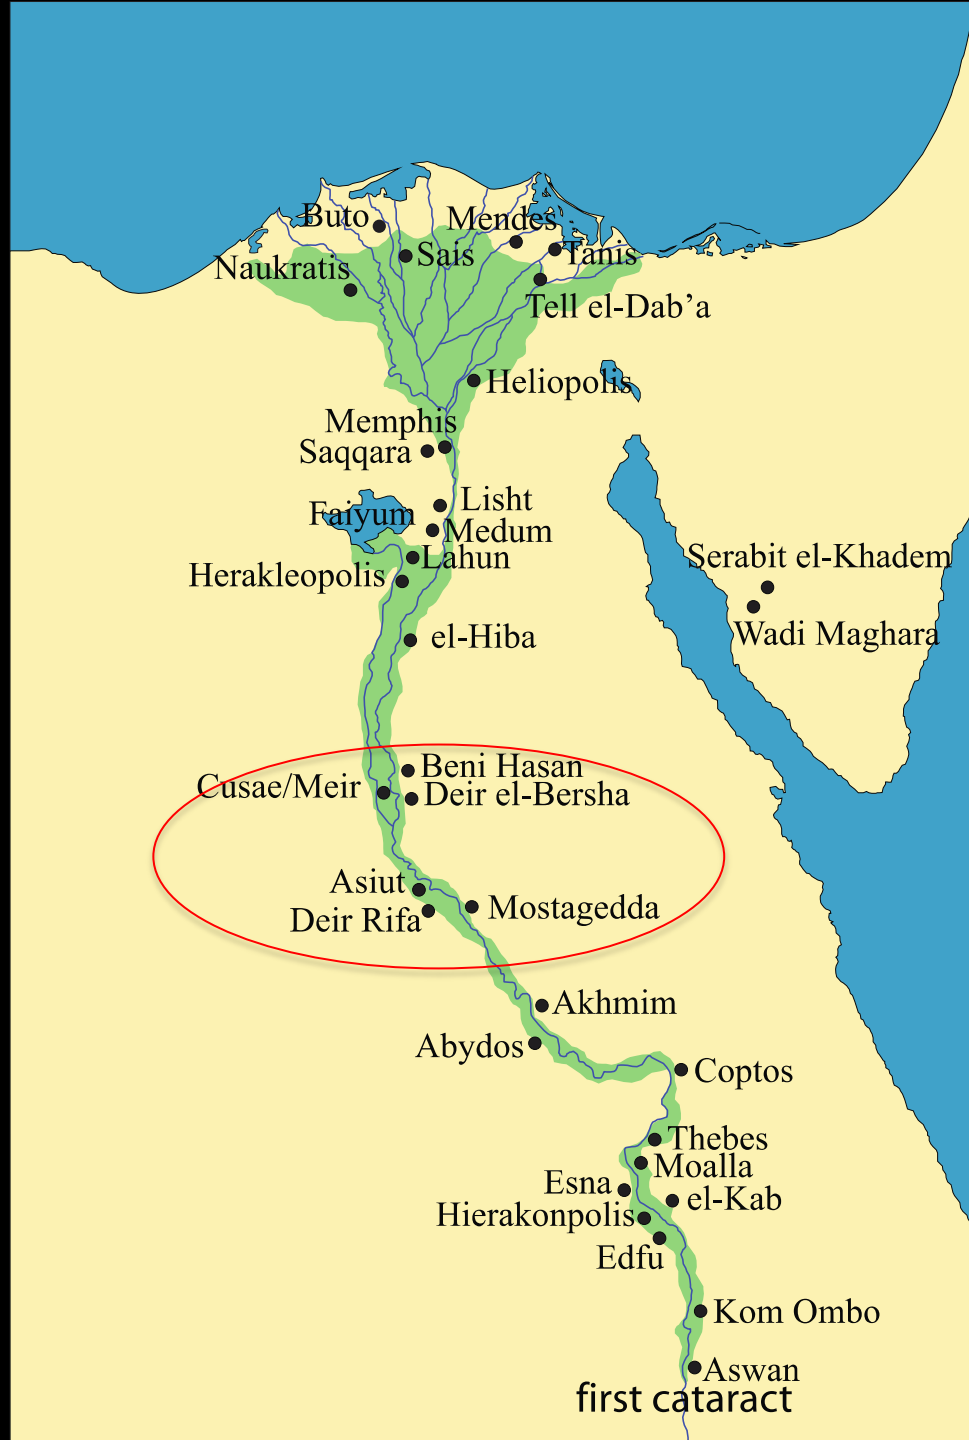 Buto
Mendes
Sais
Tanis
Naukratis
Tell el-Dab’a
Heliopolis
Memphis
Saqqara
Lisht
Faiyum
Medum
Lahun
Serabit el-Khadem
Herakleopolis
el-Hiba
Wadi Maghara
Beni Hasan
Cusae/Meir
Deir el-Bersha
Asiut
Mostagedda
Deir Rifa
Akhmim
Abydos
Coptos
Thebes
Moalla
Esna
el-Kab
Hierakonpolis
Edfu
Kom Ombo
Aswan
first cataract